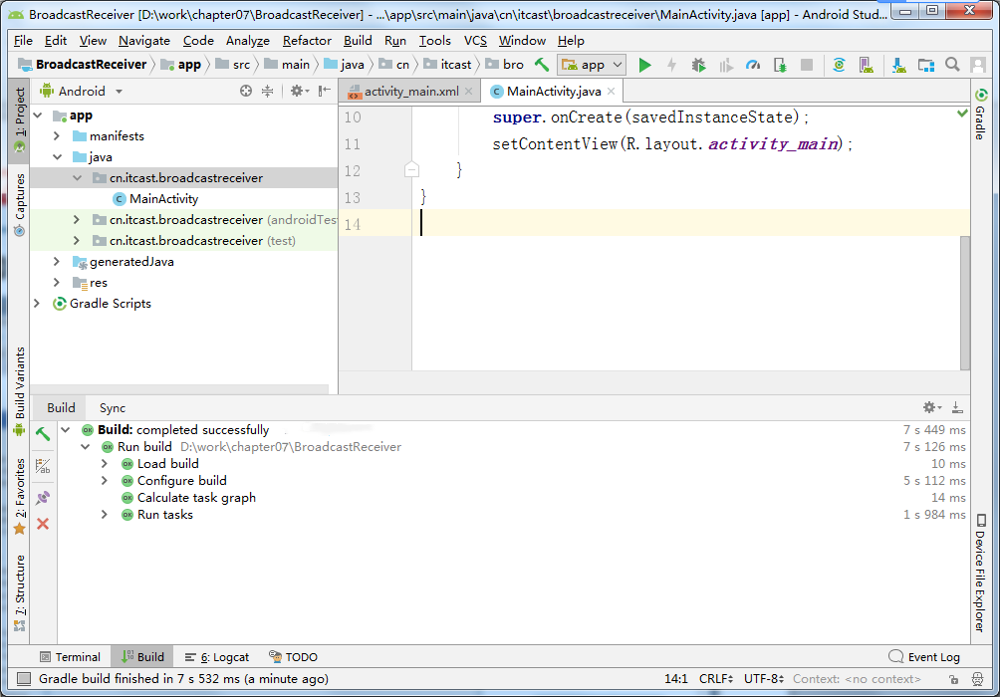 BroadcastReceiver [D:\work\chapter07\BroadcastReceiver] - ...\app\src\main\java\cn\itcast\broadcastreceiver\MainActivity.java [app] - Android Stud...
File Edit View Navigate Code Analyze Refactor Build Run Tools VCS Window Help
BroadcastReceiver app src main java cn itcast bro app
1: Project
Captures
Build Variants
2: Favorites
7: Structure
Android
app
manifests
java
cn.itcast.broadcastreceiver
MainActivity
cn.itcast.broadcastreceiver (androidTest
cn.itcast.broadcastreceiver (test)
generatedJava
res
Gradle Scripts
activity_main.xml MainActivity.java
10 super.onCreate(savedInstanceState);
11 setContentView(R.layout.activity_main);
12 }
13 }
14
Gradle
Device File Explorer
Build Sync
Build: completed successfully 7 s 449 ms
Run build D:\work\chapter07\BroadcastReceiver 7 s 126 ms
Load build 10 ms
Configure build 5 s 112 ms
Calculate task graph 14 ms
Run tasks 1 s 984 ms
Terminal Build 6: Logcat TODO Event Log
Gradle build finished in 7 s 532 ms (a minute ago) 14:1 CRLF UTF-8 Context: <no context>